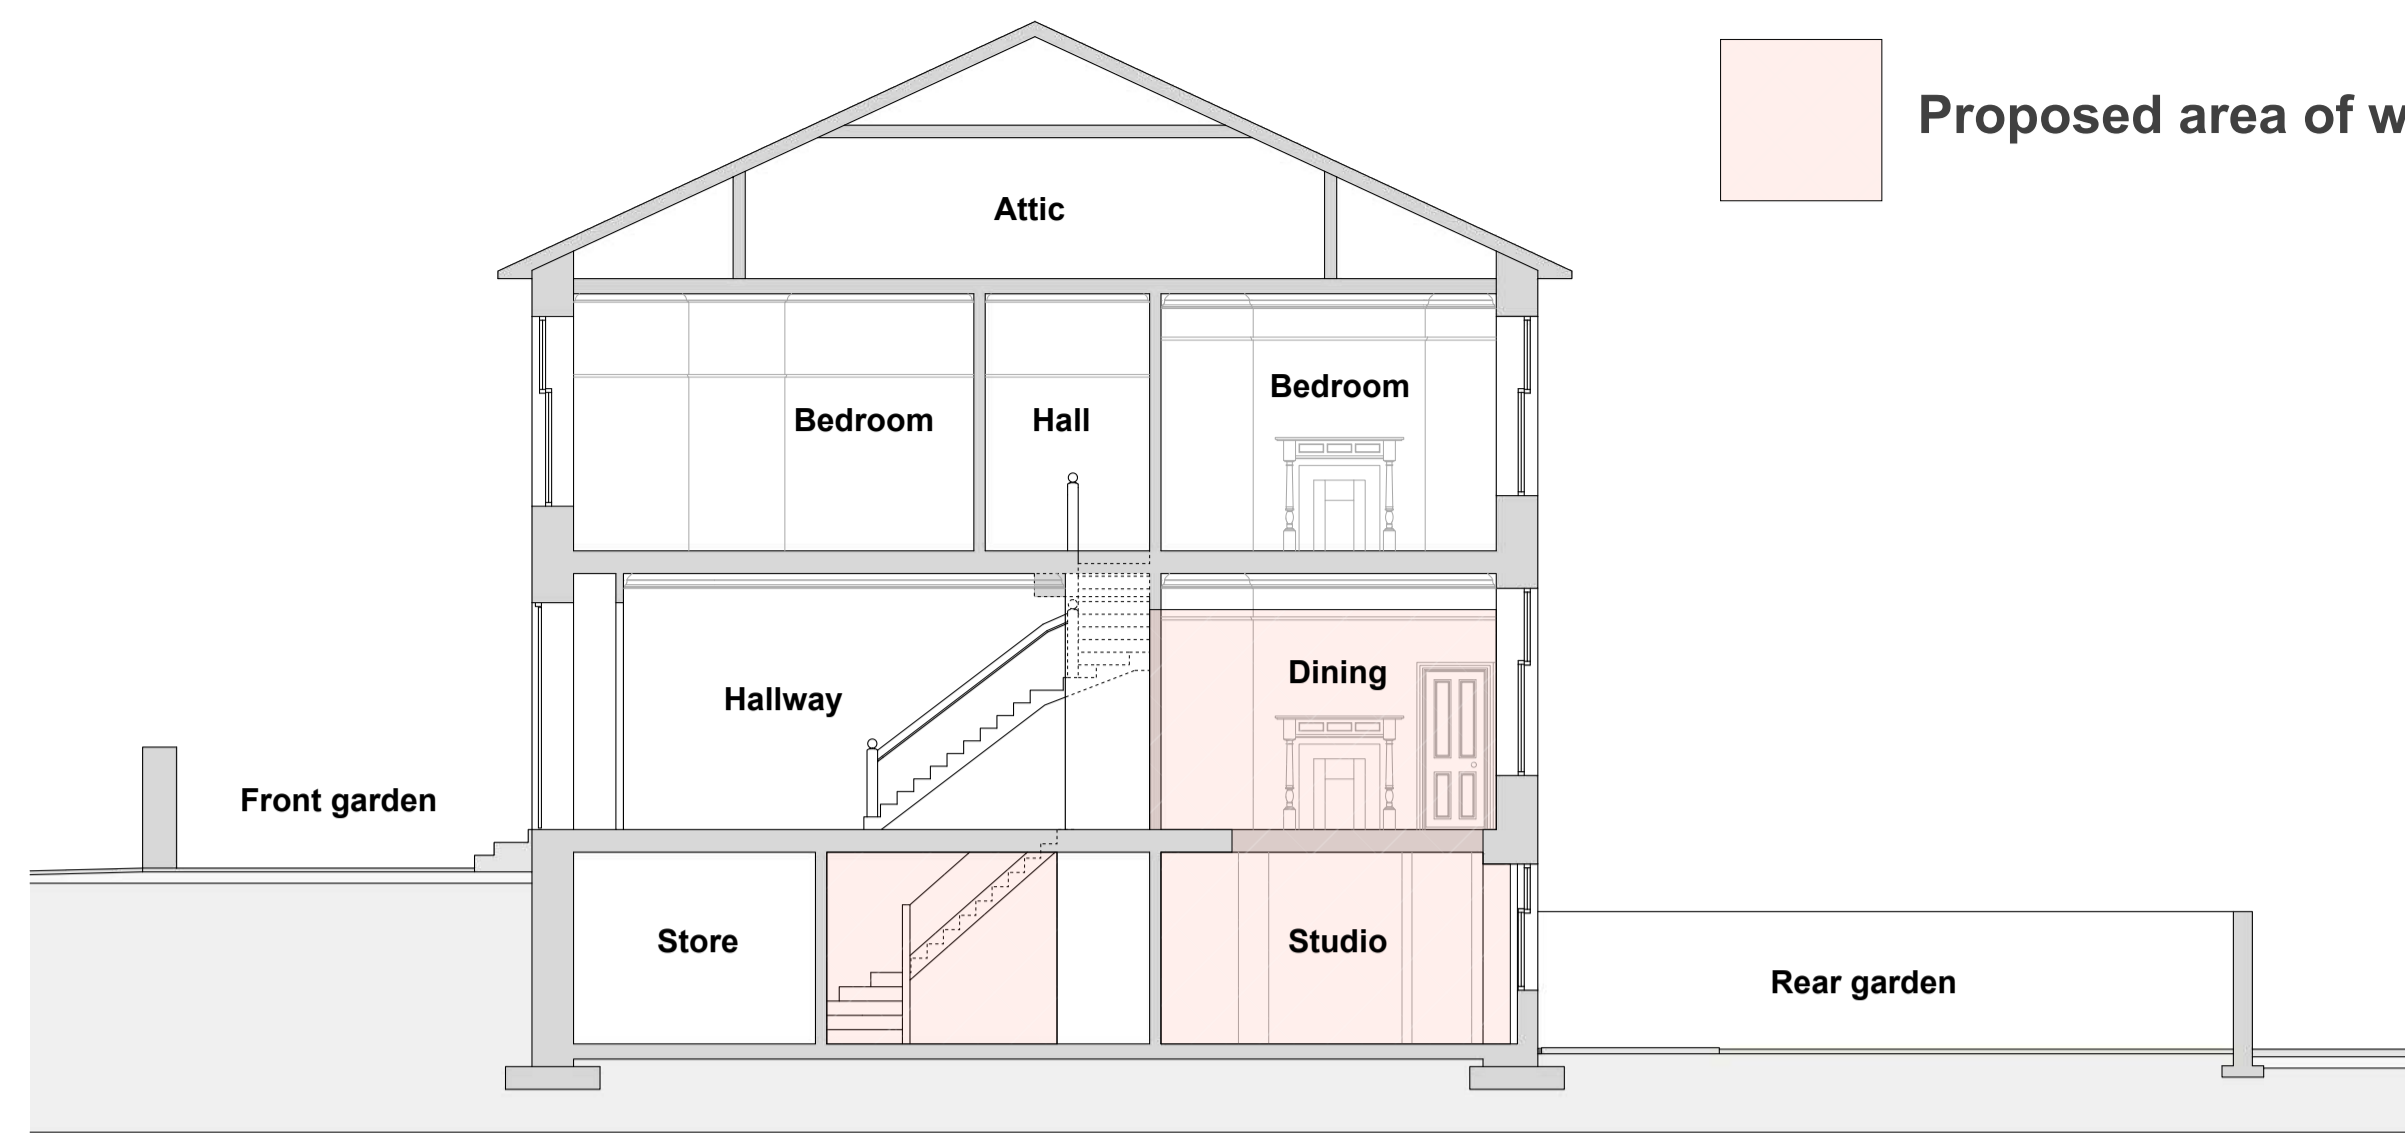 Proposed area of w
Attic
Bedroom
Hall
Bedroom
Hallway
Dining
Front garden
Store
Studio
Rear garden